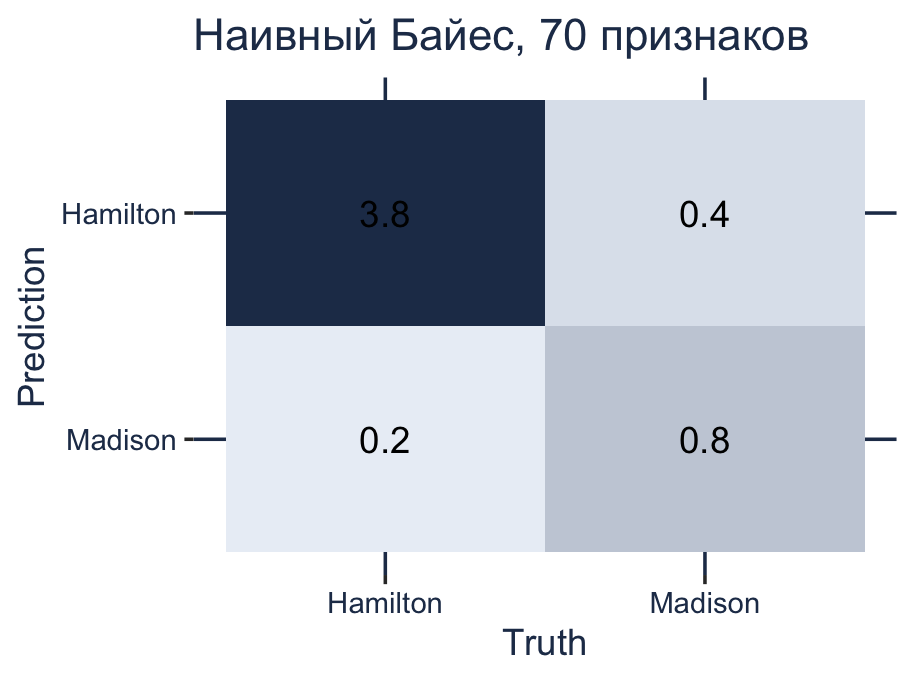 Наивный Байес, 70 признаков
Prediction
Hamilton
3.8
0.4
Madison
0.2
0.8
Hamilton
Madison
Truth